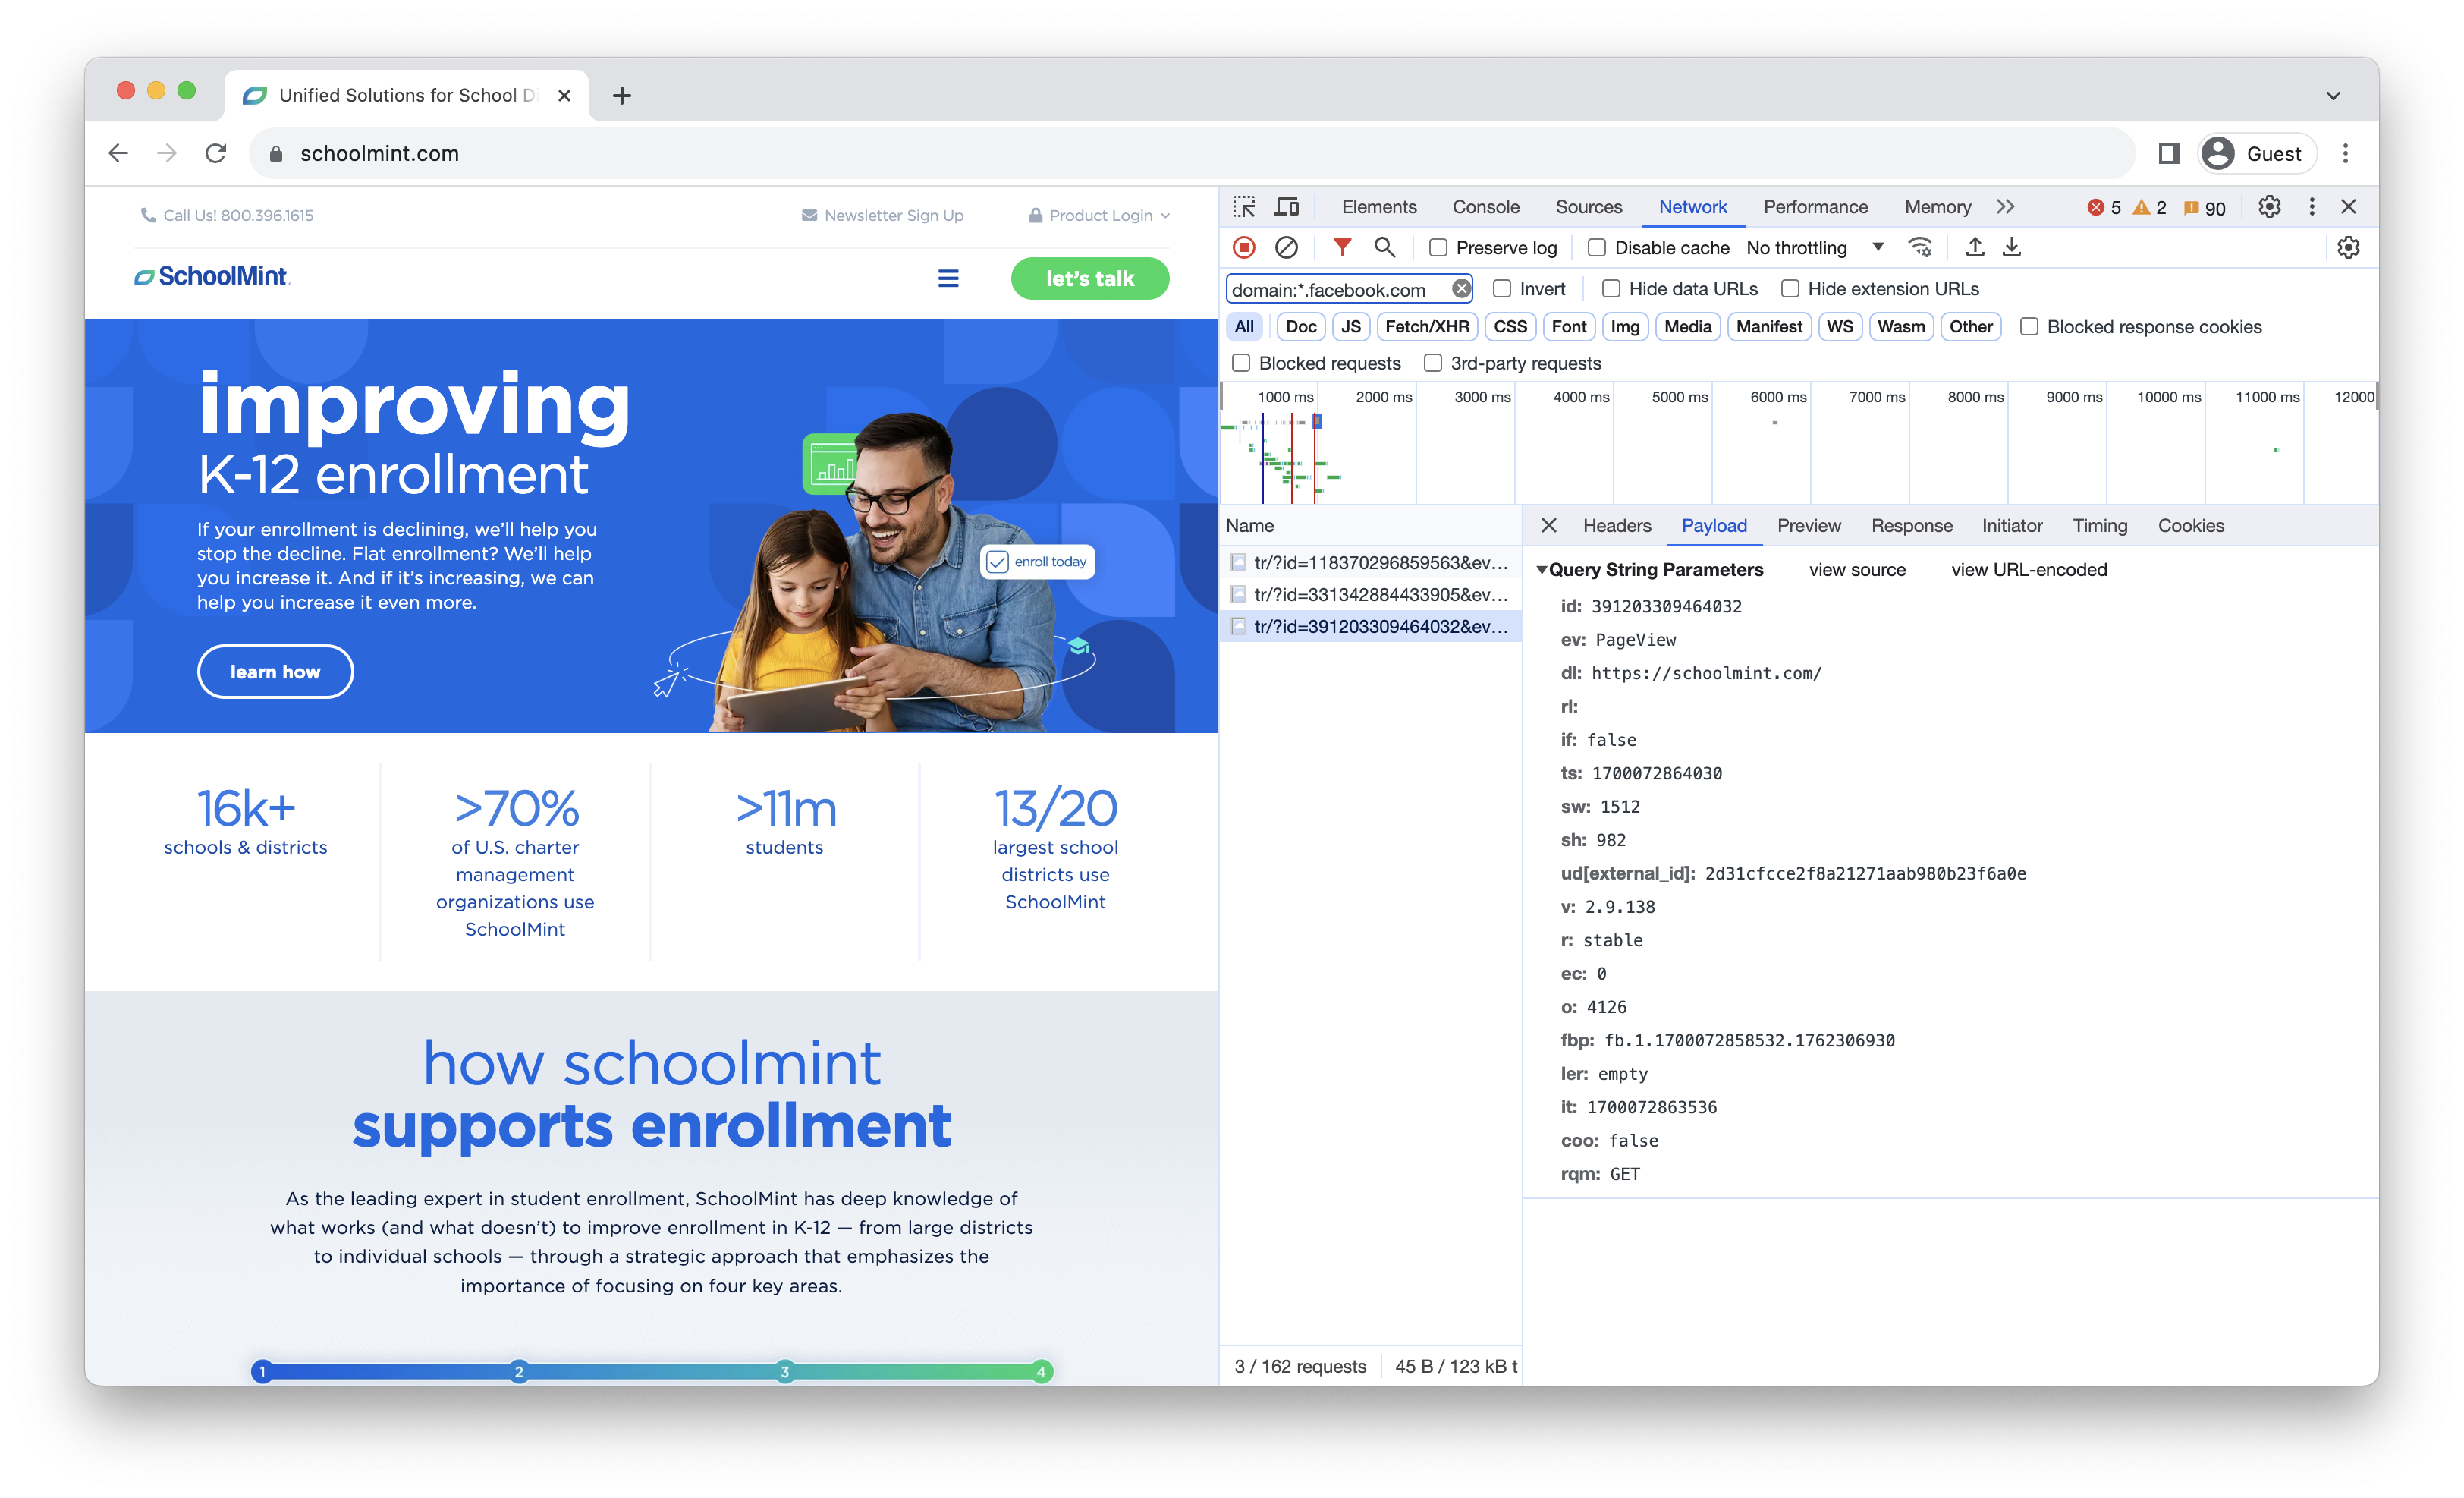 Unified Solutions for School Di
schoolmint.com
Guest
Call Us! 800.396.1615
Newsletter Sign Up
Product Login
SchoolMint
let's talk
improving
K-12 enrollment
If your enrollment is declining, we'll help you
stop the decline. Flat enrollment? We'll help
you increase it. And if it's increasing, we can
help you increase it even more.
learn how
enroll today
16k+
schools & districts
>70%
of U.S. charter
management
organizations use
SchoolMint
>11m
students
13/20
largest school
districts use
SchoolMint
how schoolmint
supports enrollment
As the leading expert in student enrollment, SchoolMint has deep knowledge of
what works (and what doesn't) to improve enrollment in K-12 — from large districts
to individual schools — through a strategic approach that emphasizes the
importance of focusing on four key areas.
1 2 3 4
Elements Console Sources Network Performance Memory 5 2 90
Preserve log Disable cache No throttling
domain:*.facebook.com Invert Hide data URLs Hide extension URLs
All Doc JS Fetch/XHR CSS Font Img Media Manifest WS Wasm Other Blocked response cookies
Blocked requests 3rd-party requests
1000 ms 2000 ms 3000 ms 4000 ms 5000 ms 6000 ms 7000 ms 8000 ms 9000 ms 10000 ms 11000 ms 12000
Name
tr/?id=118370296859563&ev...
tr/?id=331342884433905&ev...
tr/?id=391203309464032&ev...
3 / 162 requests 45 B / 123 kB t
Headers Payload Preview Response Initiator Timing Cookies
Query String Parameters view source view URL-encoded
id: 391203309464032
ev: PageView
dl: https://schoolmint.com/
rl:
if: false
ts: 1700072864030
sw: 1512
sh: 982
ud[external_id]: 2d31cfcce2f8a21271aab980b23f6a0e
v: 2.9.138
r: stable
ec: 0
o: 4126
fbp: fb.1.1700072858532.1762306930
ler: empty
it: 1700072863536
coo: false
rqm: GET